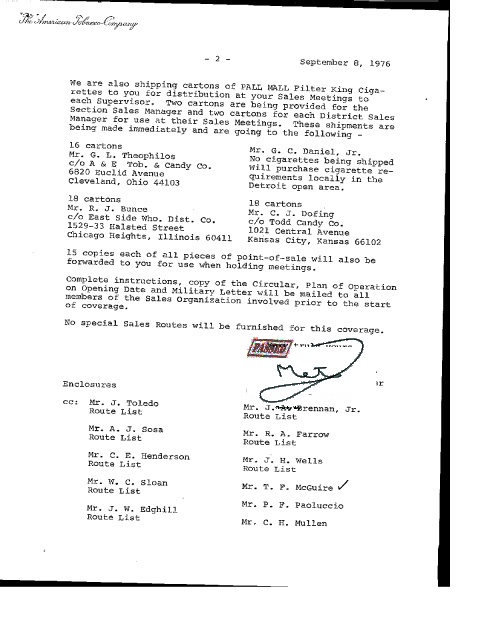 "The American Tobacco Company
- 2 -
September 8, 1976
We are also shipping cartons of PALL MALL Filter King Ciga-
rettes to you for distribution at your Sales Meetings to
each Supervisor. Two cartons are being provided for the
Section Sales Manager and two cartons for each District Sales
Manager for use at their Sales Meetings. These shipments are
being made immediately and are going to the following -
16 cartons
Mr. G. L. Theophilos
c/o A & E Tob. & Candy Co.
6820 Euclid Avenue
Cleveland, Ohio 44103
Mr. G. C. Daniel, Jr.
No cigarettes being shipped
Will purchase cigarette re-
quirements locally in the
Detroit open area.
18 cartons
Mr. R. J. Bunce
c/o East Side Who. Dist. Co.
1529-33 Halsted Street
Chicago Heights, Illinois 60411
18 cartons
Mr. C. J. Dofing
c/o Todd Candy Co.
1021 Central Avenue
Kansas City, Kansas 66102
15 copies each of all pieces of point-of-sale will also be
forwarded to you for use when holding meetings.
Complete instructions, copy of the Circular, Plan of Operation
on Opening Date and Military Letter will be mailed to all
members of the Sales Organization involved prior to the start
of coverage.
No special Sales Routes will be furnished for this coverage.
Enclosures
cc: Mr. J. Toledo
Route List
Mr. A. J. Sosa
Route List
Mr. C. E. Henderson
Route List
Mr. W. C. Sloan
Route List
Mr. J. W. Edghill
Route List
Mr. J. Brennan, Jr.
Route List
Mr. R. A. Farrow
Route List
Mr. J. H. Wells
Route List
Mr. T. F. McGuire ✓
Mr. P. F. Paoluccio
Mr. C. H. Mullen